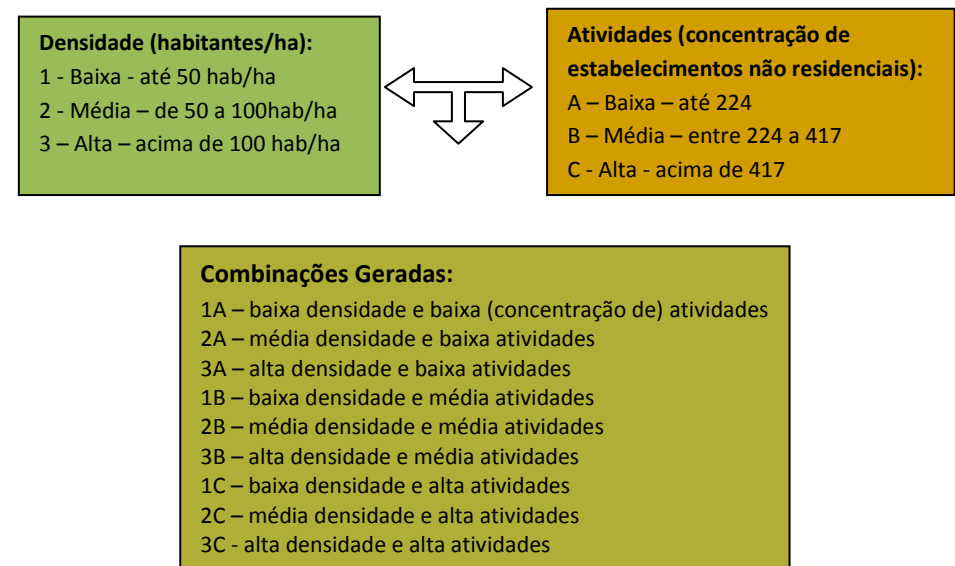 Densidade (habitantes/ha):
1 - Baixa - até 50 hab/ha
2 - Média – de 50 a 100hab/ha
3 – Alta – acima de 100 hab/ha
Atividades (concentração de
estabelecimentos não residenciais):
A – Baixa – até 224
B – Média – entre 224 a 417
C - Alta - acima de 417
Combinações Geradas:
1A – baixa densidade e baixa (concentração de) atividades
2A – média densidade e baixa atividades
3A – alta densidade e baixa atividades
1B – baixa densidade e média atividades
2B – média densidade e média atividades
3B – alta densidade e média atividades
1C – baixa densidade e alta atividades
2C – média densidade e alta atividades
3C - alta densidade e alta atividades